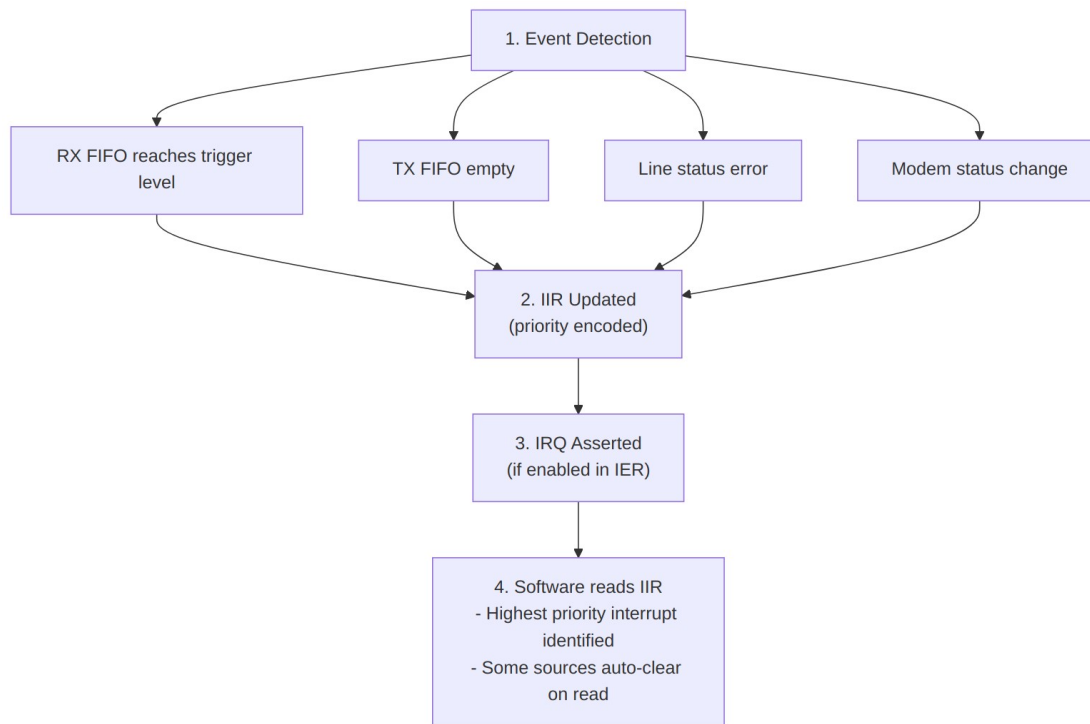 1. Event Detection
RX FIFO reaches trigger
level
TX FIFO empty
Line status error
Modem status change
2. IIR Updated
(priority encoded)
3. IRQ Asserted
(if enabled in IER)
4. Software reads IIR
- Highest priority interrupt
identified
- Some sources auto-clear
on read